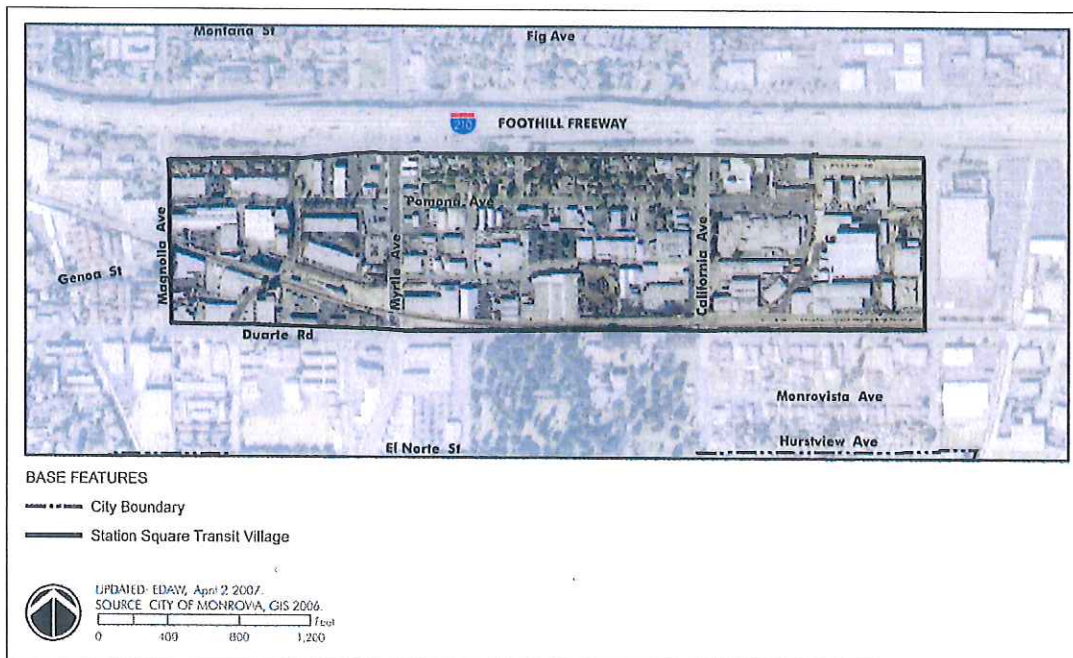 Montana St
Fig Ave
210
FOOTHILL FREEWAY
Pomona Ave
Magnolia Ave
Myrtle Ave
California Ave
Genoa St
Duarte Rd
Monrovista Ave
El Norte St
Hurstview Ave
BASE FEATURES
City Boundary
Station Square Transit Village
UPDATED: EDAW, April 2 2007.
SOURCE CITY OF MONROVIA, GIS 2006.
feet
0 400 800 1,200